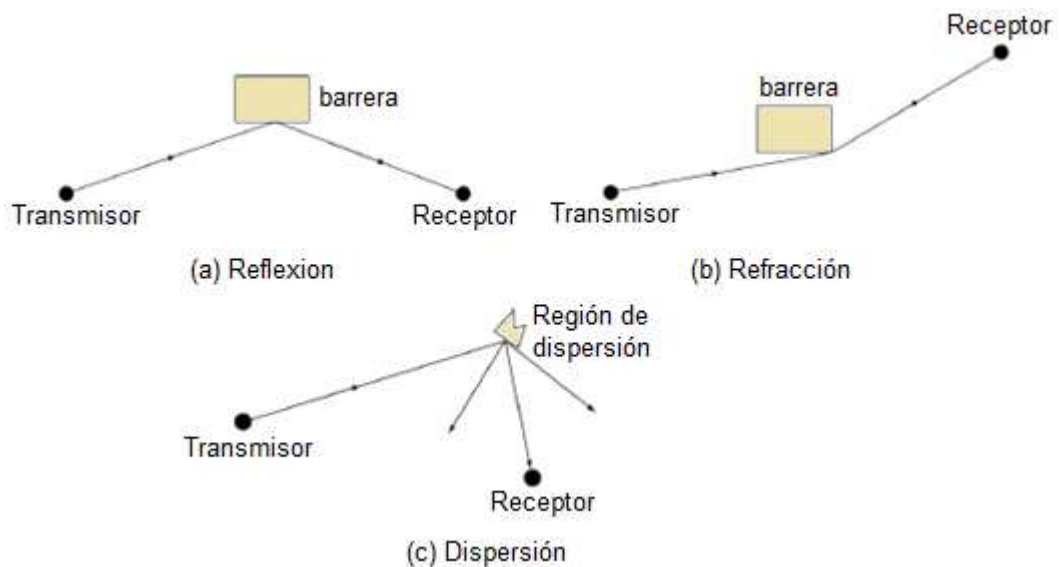 barrera
Transmisor
Receptor
(a) Reflexion
Receptor
barrera
Transmisor
(b) Refracción
Región de
dispersión
Transmisor
Receptor
(c) Dispersión